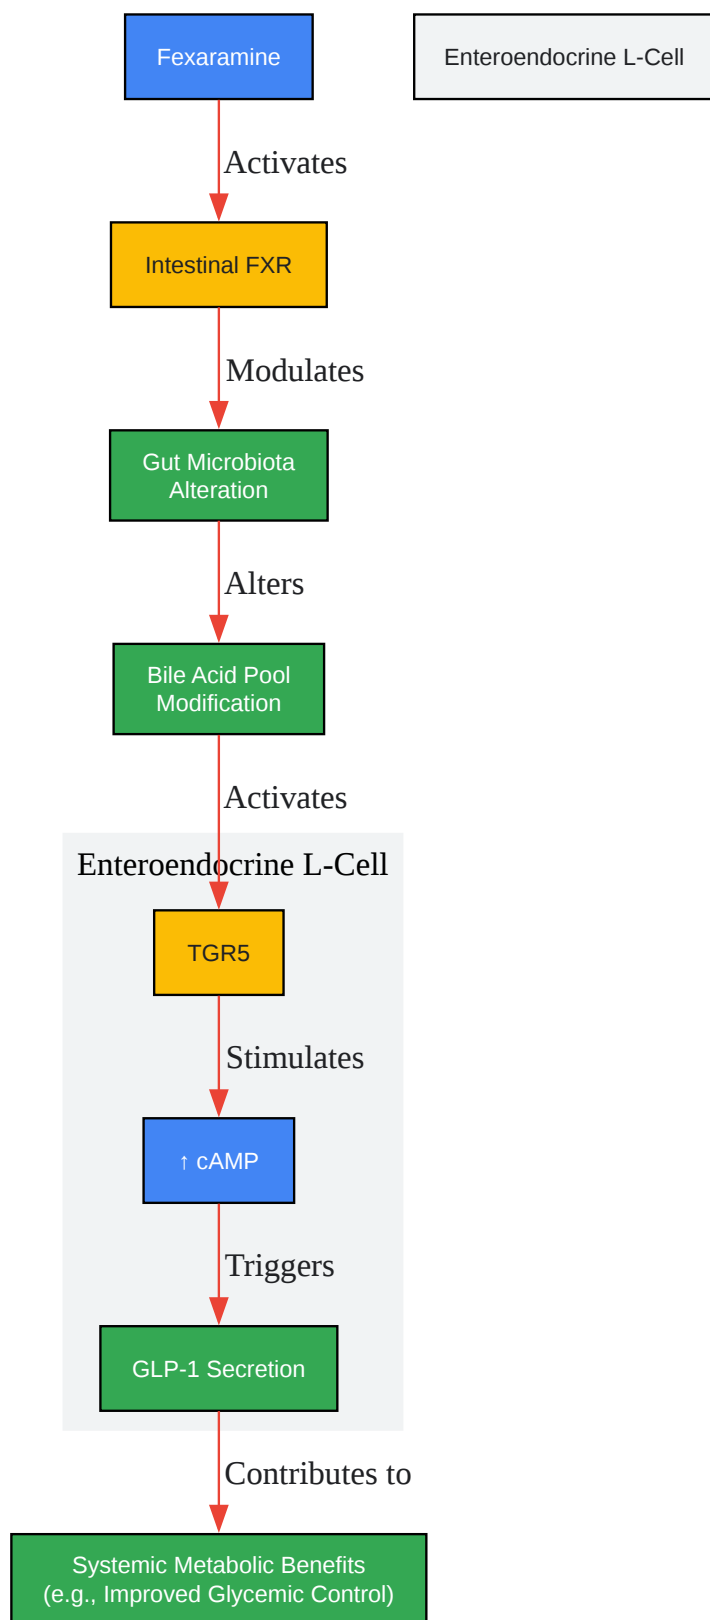 Fexaramine
Enteroendocrine L-Cell
Activates
Intestinal FXR
Modulates
Gut Microbiota
Alteration
Alters
Bile Acid Pool
Modification
Activates
Enteroendocrine L-Cell
TGR5
Stimulates
↑ cAMP
Triggers
GLP-1 Secretion
Contributes to
Systemic Metabolic Benefits
(e.g., Improved Glycemic Control)